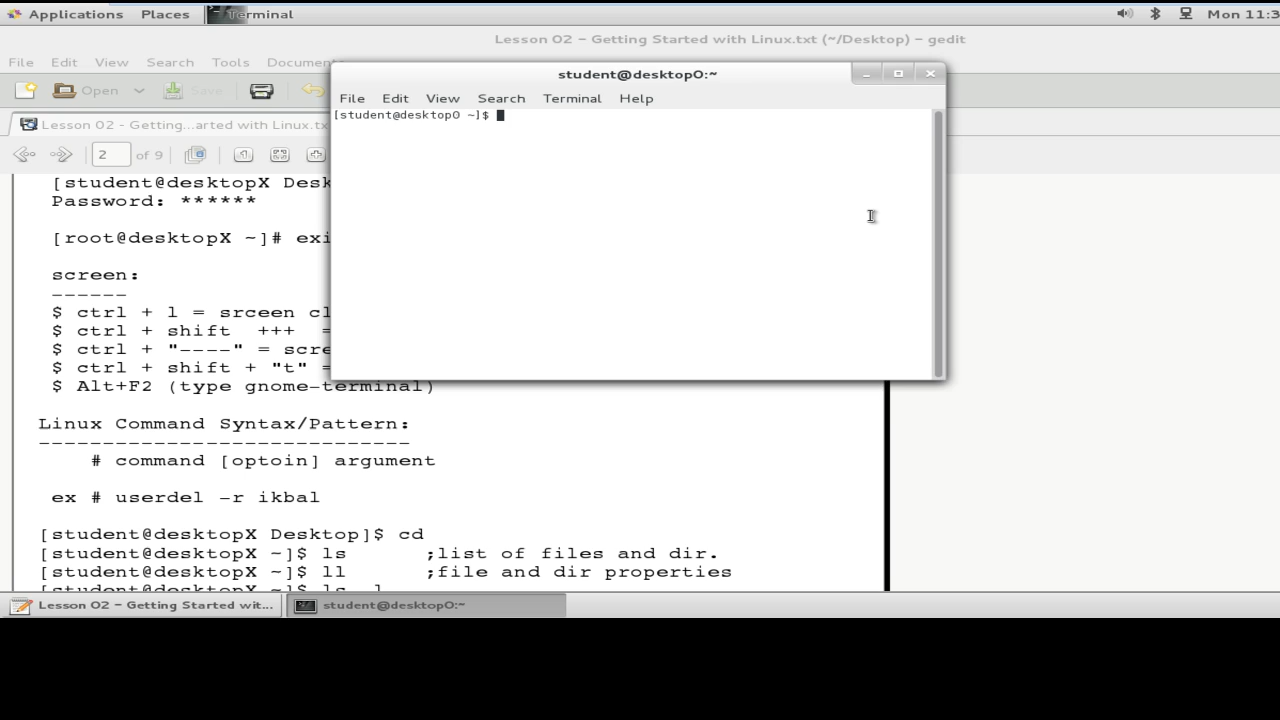 Applications Places Terminal Mon 11:3
Lesson 02 - Getting Started with Linux.txt (~/Desktop) - gedit
File Edit View Search Tools Docume
Open Save
Lesson 02 - Getting...arted with Linux.tx
2 of 9
student@desktop0:~
File Edit View Search Terminal Help
[student@desktop0 ~]$
[student@desktopX Desk
Password: ******
[root@desktopX ~]# exi
screen:
------
$ ctrl + l = srceen cl
$ ctrl + shift +++ =
$ ctrl + "----" = scre
$ ctrl + shift + "t" =
$ Alt+F2 (type gnome-terminal)
Linux Command Syntax/Pattern:
-----------------------------
# command [optoin] argument
ex # userdel -r ikbal
[student@desktopX Desktop]$ cd
[student@desktopX ~]$ ls ;list of files and dir.
[student@desktopX ~]$ ll ;file and dir properties
[student@desktopX ~]$ ls -l
Lesson 02 - Getting Started wit... student@desktop0:~